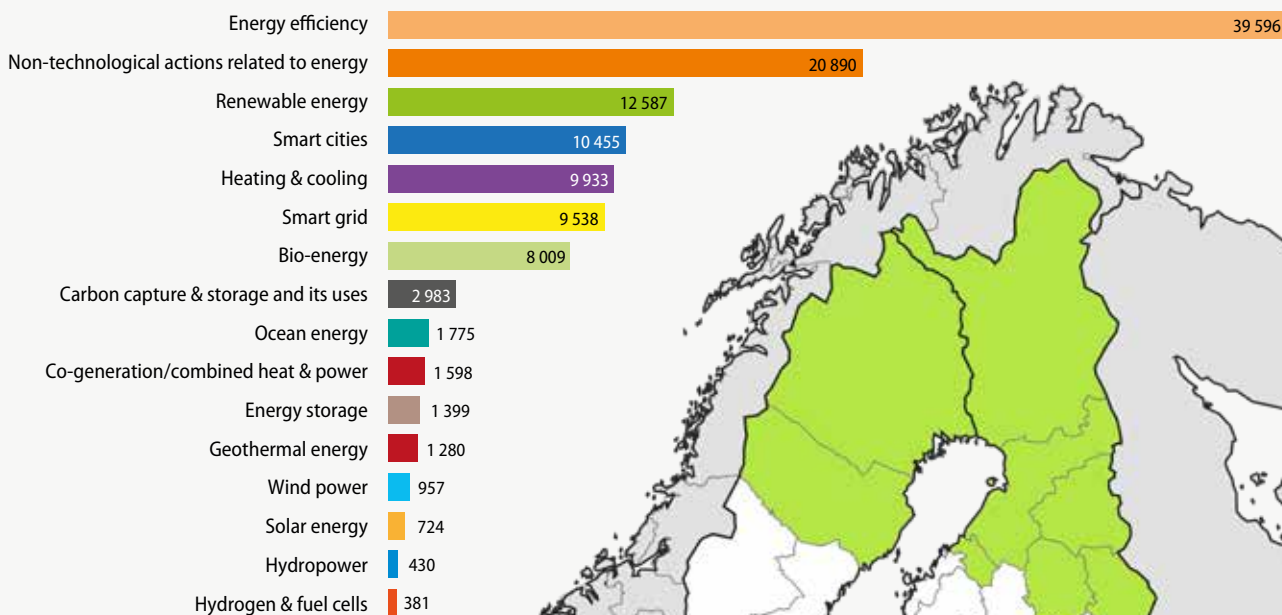 Energy efficiency 39 596
Non-technological actions related to energy 20 890
Renewable energy 12 587
Smart cities 10 455
Heating & cooling 9 933
Smart grid 9 538
Bio-energy 8 009
Carbon capture & storage and its uses 2 983
Ocean energy 1 775
Co-generation/combined heat & power 1 598
Energy storage 1 399
Geothermal energy 1 280
Wind power 957
Solar energy 724
Hydropower 430
Hydrogen & fuel cells 381